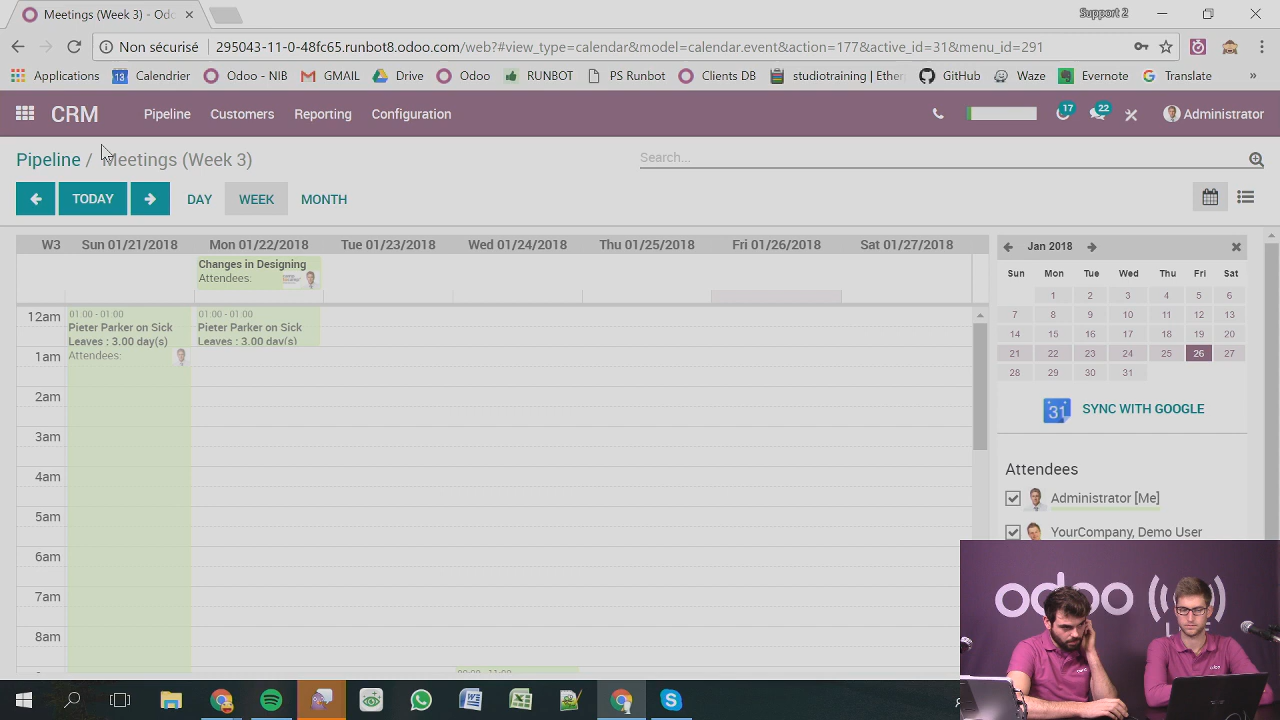 Meetings (Week 3) - Odo
Support 2
Non sécurisé
295043-11-0-48fc65.runbot8.odoo.com/web?#view_type=calendar&model=calendar.event&action=177&active_id=31&menu_id=291
Applications
Calendrier
Odoo - NIB
GMAIL
Drive
Odoo
RUNBOT
PS Runbot
Clients DB
studiotraining | Ether
GitHub
Waze
Evernote
Translate
»
CRM
Pipeline
Customers
Reporting
Configuration
17
22
Administrator
Pipeline / Meetings (Week 3)
Search...
TODAY
DAY
WEEK
MONTH
W3
Sun 01/21/2018
Mon 01/22/2018
Tue 01/23/2018
Wed 01/24/2018
Thu 01/25/2018
Fri 01/26/2018
Sat 01/27/2018
Changes in Designing
Attendees:
12am
1am
2am
3am
4am
5am
6am
7am
8am
01:00 - 01:00
Pieter Parker on Sick
Leaves : 3.00 day(s)
Attendees:
01:00 - 01:00
Pieter Parker on Sick
Leaves : 3.00 day(s)
Jan 2018
Sun Mon Tue Wed Thu Fri Sat
1 2 3 4 5 6
7 8 9 10 11 12 13
14 15 16 17 18 19 20
21 22 23 24 25 26 27
28 29 30 31
31
SYNC WITH GOOGLE
Attendees
Administrator [Me]
YourCompany, Demo User
odoo